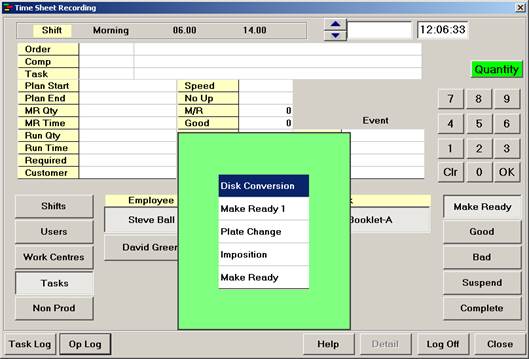 Time Sheet Recording
Shift Morning 06.00 14.00 12:06:33
Order
Comp
Task
Quantity
Plan Start Speed
Plan End No Up
MR Qty M/R 0
MR Time Good 0 Event
Run Qty
Run Time
Required
Customer
7 8 9
4 5 6
1 2 3
Clr 0 OK
Disk Conversion
Make Ready 1
Plate Change
Imposition
Make Ready
Shifts Employee Make Ready
Steve Ball Booklet-A
Users Good
David Green
Work Centres Bad
Tasks Suspend
Non Prod Complete
Task Log Op Log Help Detail Log Off Close